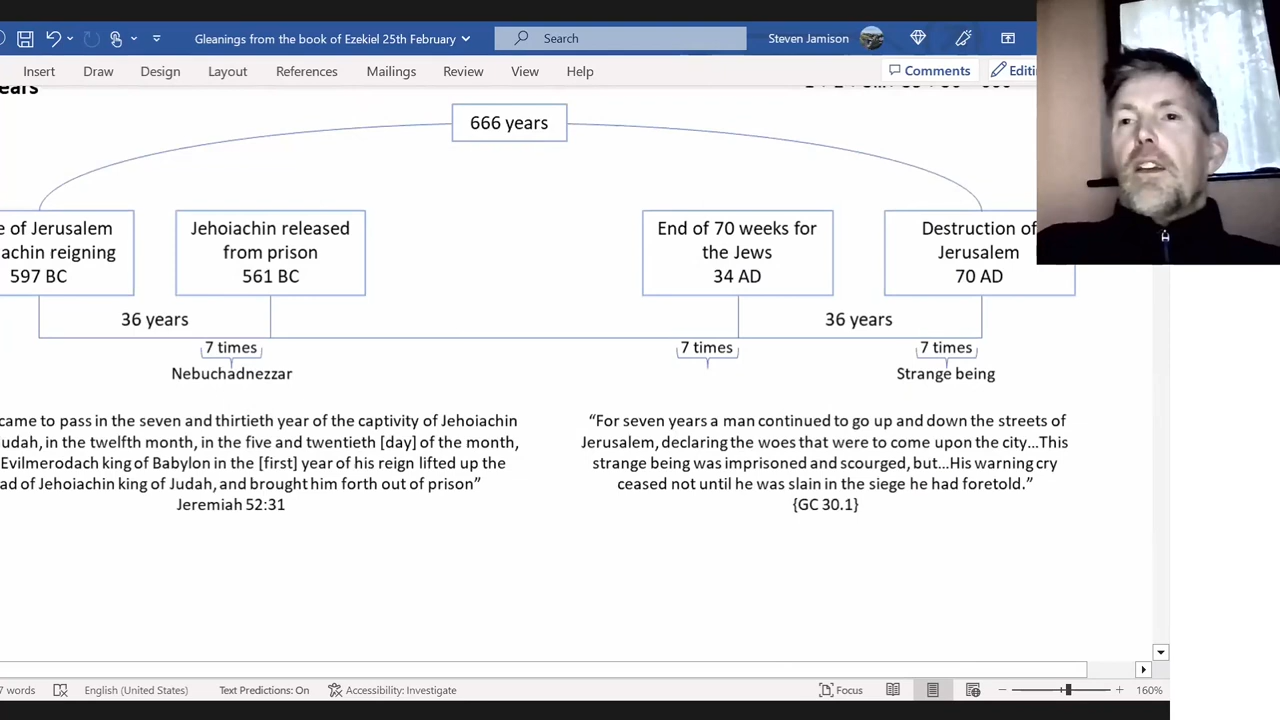 Gleanings from the book of Ezekiel 25th February
Search
Steven Jamison
Insert Draw Design Layout References Mailings Review View Help
Comments
ears
666 years
e of Jerusalem
achin reigning
597 BC
Jehoiachin released
from prison
561 BC
End of 70 weeks for
the Jews
34 AD
Destruction of
Jerusalem
70 AD
36 years
36 years
7 times
7 times
7 times
Nebuchadnezzar
Strange being
came to pass in the seven and thirtieth year of the captivity of Jehoiachin
udah, in the twelfth month, in the five and twentieth [day] of the month,
Evilmerodach king of Babylon in the [first] year of his reign lifted up the
ad of Jehoiachin king of Judah, and brought him forth out of prison”
Jeremiah 52:31
“For seven years a man continued to go up and down the streets of
Jerusalem, declaring the woes that were to come upon the city...This
strange being was imprisoned and scourged, but...His warning cry
ceased not until he was slain in the siege he had foretold.”
{GC 30.1}
7 words English (United States) Text Predictions: On Accessibility: Investigate Focus 160%